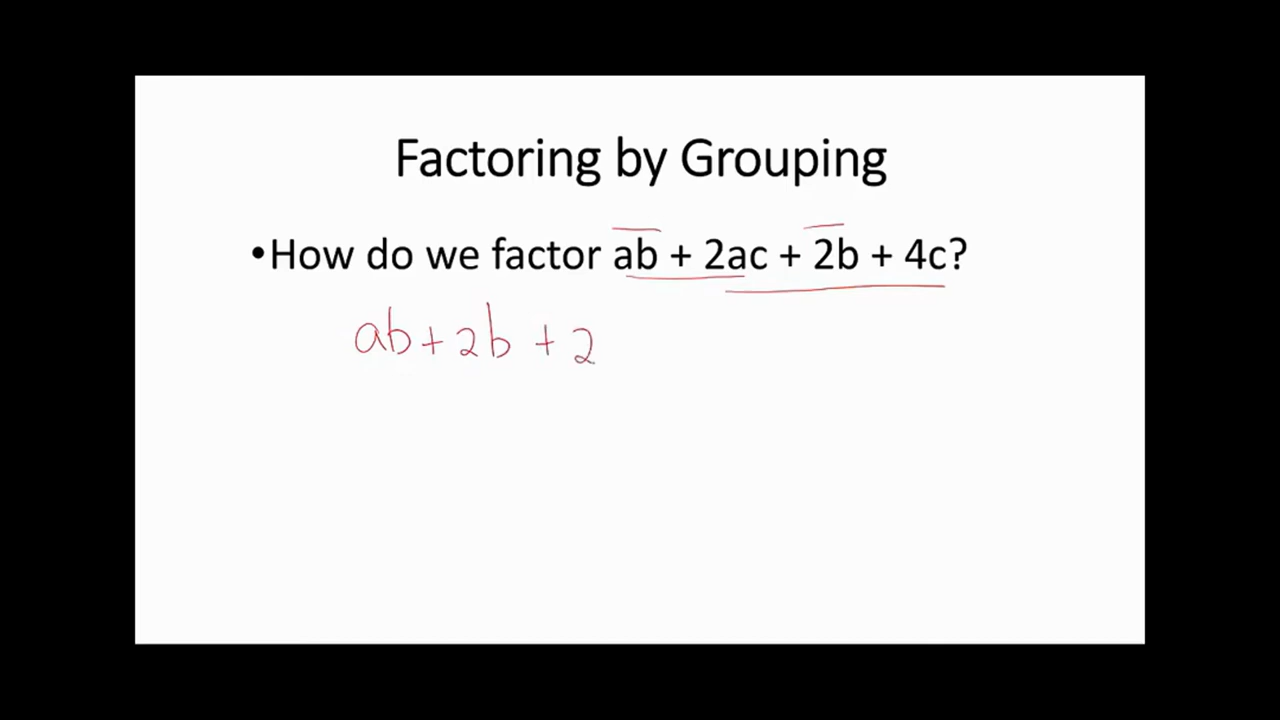 Factoring by Grouping
•How do we factor ab + 2ac + 2b + 4c?
ab + 2b + 2